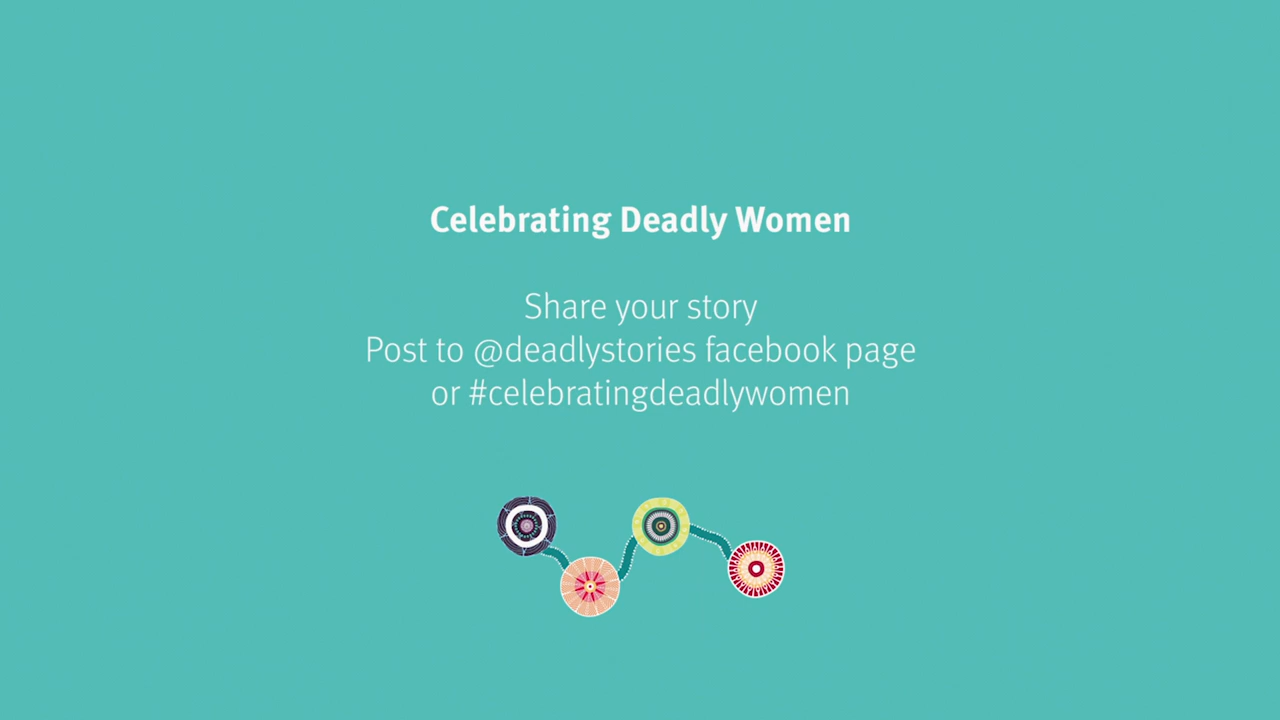 Celebrating Deadly Women
Share your story
Post to @deadlystories facebook page
or #celebratingdeadlywomen